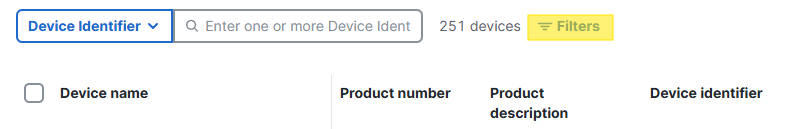 Device Identifier Enter one or more Device Ident 251 devices Filters
Device name Product number Product description Device identifier